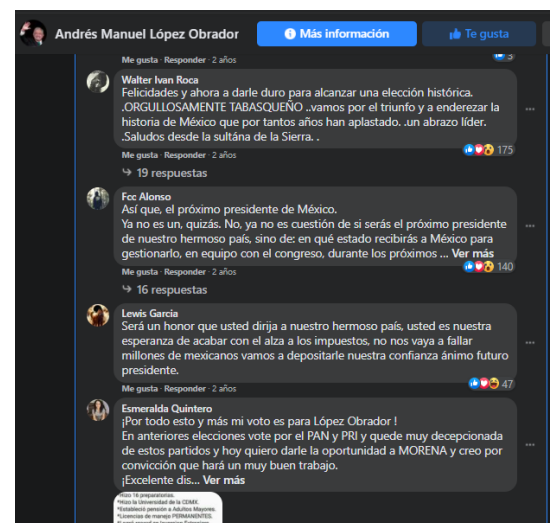 Andrés Manuel López Obrador
Más información
Te gusta
Me gusta · Responder · 2 años
3
Walter Ivan Roca
Felicidades y ahora a darle duro para alcanzar una elección histórica.
.ORGULLOSAMENTE TABASQUEÑO ..vamos por el triunfo y a enderezar la
historia de México que por tantos años han aplastado. .un abrazo líder.
.Saludos desde la sultána de la Sierra. .
Me gusta · Responder · 2 años
175
19 respuestas
Fcc Alonso
Así que, el próximo presidente de México.
Ya no es un, quizás. No, ya no es cuestión de si serás el próximo presidente
de nuestro hermoso país, sino de: en qué estado recibirás a México para
gestionarlo, en equipo con el congreso, durante los próximos ... Ver más
Me gusta · Responder · 2 años
140
16 respuestas
Lewis Garcia
Será un honor que usted dirija a nuestro hermoso país, usted es nuestra
esperanza de acabar con el alza a los impuestos, no nos vaya a fallar
millones de mexicanos vamos a depositarle nuestra confianza ánimo futuro
presidente.
Me gusta · Responder · 2 años
47
Esmeralda Quintero
¡Por todo esto y más mi voto es para López Obrador !
En anteriores elecciones vote por el PAN y PRI y quede muy decepcionada
de estos partidos y hoy quiero darle la oportunidad a MORENA y creo por
convicción que hará un muy buen trabajo.
¡Excelente dis... Ver más
*Hizo 16 preparatorias.
*Hizo la Universidad de la CDMX.
*Estableció pensión a Adultos Mayores.
*Licencias de manejo PERMANENTES.